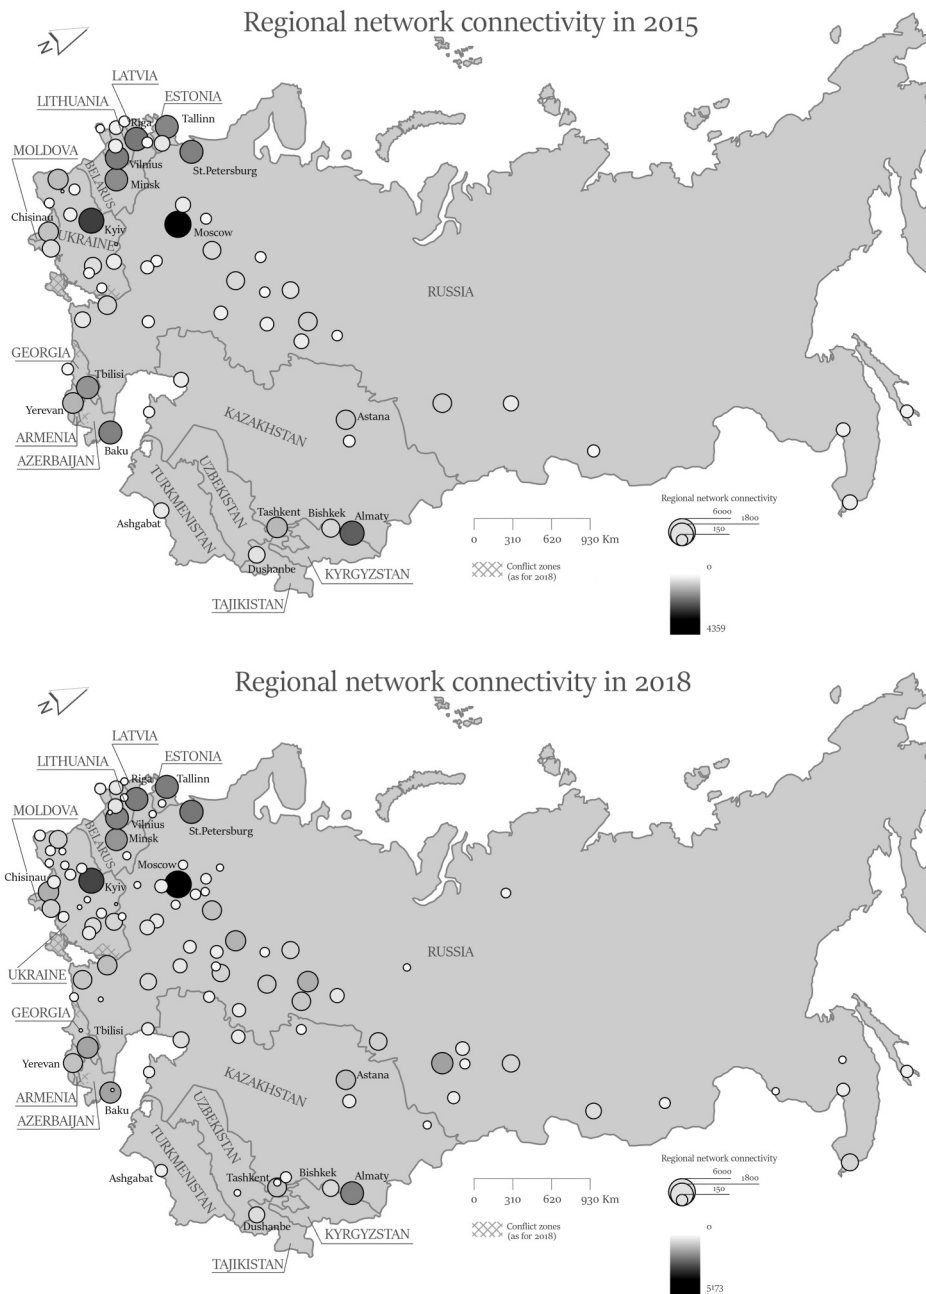 Regional network connectivity in 2015
N
LATVIA
LITHUANIA
ESTONIA
Riga
Tallinn
MOLDOVA
Vilnius
St.Petersburg
BELARUS
Minsk
Chisinau
Kyiv
Moscow
UKRAINE
RUSSIA
GEORGIA
Tbilisi
Yerevan
KAZAKHSTAN
Astana
ARMENIA
Baku
AZERBAIJAN
UZBEKISTAN
TURKMENISTAN
Ashgabat
Tashkent
Bishkek
Almaty
Dushanbe
KYRGYZSTAN
TAJIKISTAN
0 310 620 930 Km
Conflict zones
(as for 2018)
Regional network connectivity
6000
1800
150
0
4359
Regional network connectivity in 2018
N
LATVIA
LITHUANIA
ESTONIA
Riga
Tallinn
MOLDOVA
Vilnius
St.Petersburg
BELARUS
Minsk
Moscow
Chisinau
Kyiv
RUSSIA
UKRAINE
GEORGIA
Tbilisi
Yerevan
KAZAKHSTAN
Astana
ARMENIA
Baku
AZERBAIJAN
UZBEKISTAN
TURKMENISTAN
Ashgabat
Tashkent
Bishkek
Almaty
Dushanbe
KYRGYZSTAN
TAJIKISTAN
0 310 620 930 Km
Conflict zones
(as for 2018)
Regional network connectivity
6000
1800
150
0
5173